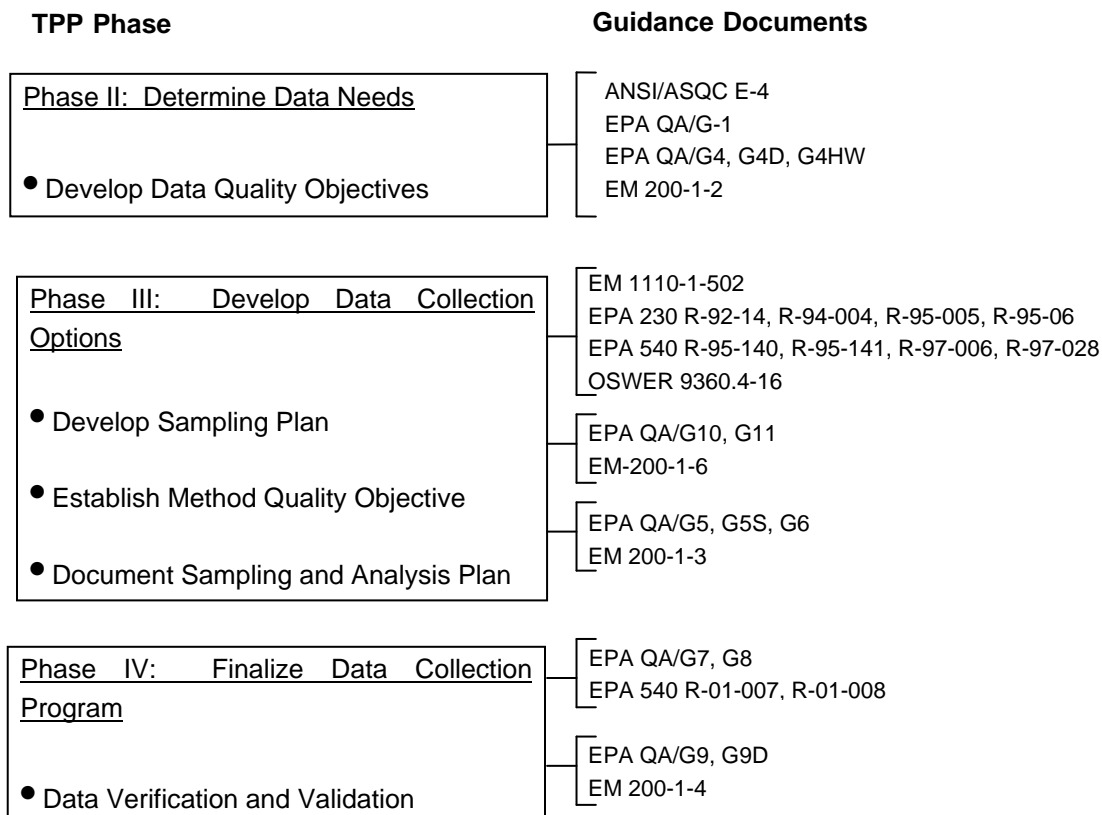 TPP Phase
Guidance Documents
Phase II: Determine Data Needs
• Develop Data Quality Objectives
ANSI/ASQC E-4
EPA QA/G-1
EPA QA/G4, G4D, G4HW
EM 200-1-2
Phase III: Develop Data Collection
Options
• Develop Sampling Plan
• Establish Method Quality Objective
• Document Sampling and Analysis Plan
EM 1110-1-502
EPA 230 R-92-14, R-94-004, R-95-005, R-95-06
EPA 540 R-95-140, R-95-141, R-97-006, R-97-028
OSWER 9360.4-16
EPA QA/G10, G11
EM-200-1-6
EPA QA/G5, G5S, G6
EM 200-1-3
Phase IV: Finalize Data Collection
Program
• Data Verification and Validation
EPA QA/G7, G8
EPA 540 R-01-007, R-01-008
EPA QA/G9, G9D
EM 200-1-4